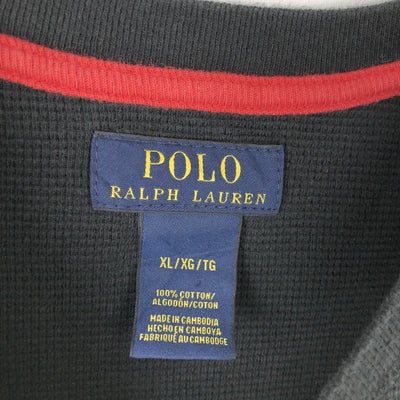 POLO
RALPH LAUREN
XL/XG/TG
100% COTTON/
ALGODÓN/COTON
MADE IN CAMBODIA
HECHO EN CAMBOYA
FABRIQUÉ AU CAMBODGE